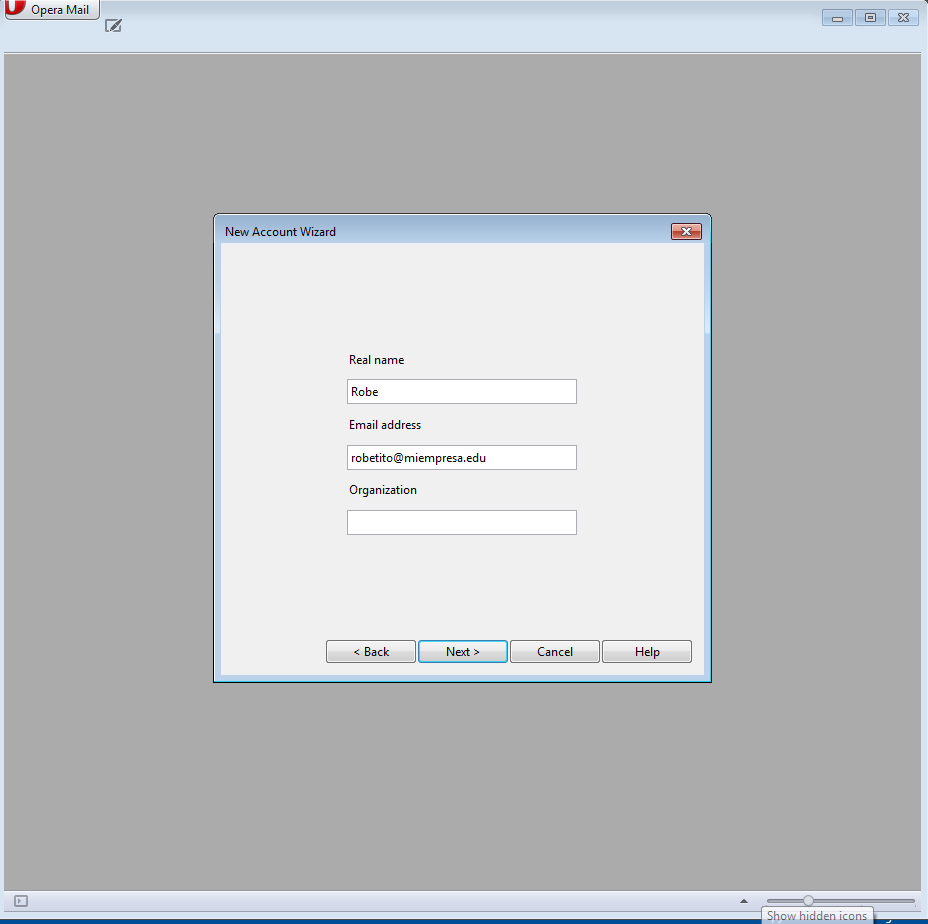 Opera Mail
New Account Wizard
Real name
Robe
Email address
robetito@miempresa.edu
Organization
< Back
Next >
Cancel
Help
Show hidden icons